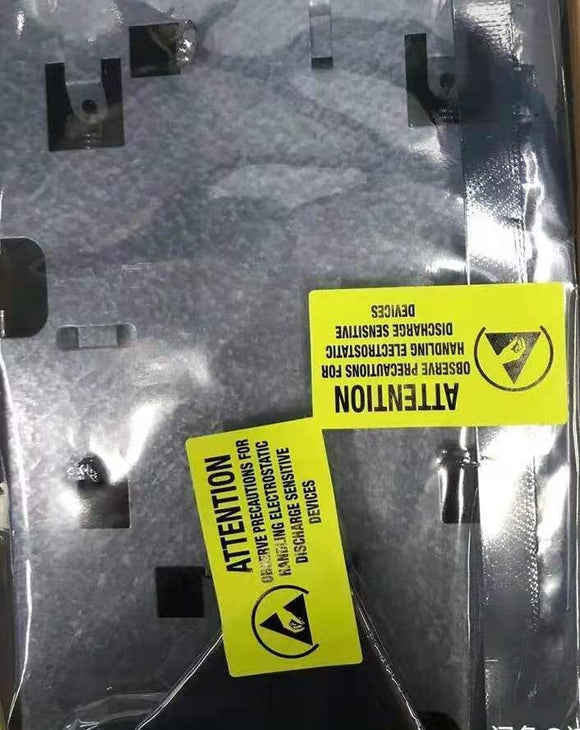 ATTENTION
OBSERVE PRECAUTIONS FOR
HANDLING ELECTROSTATIC
DISCHARGE SENSITIVE
DEVICES
ATTENTION
OBSERVE PRECAUTIONS FOR
HANDLING ELECTROSTATIC
DISCHARGE SENSITIVE
DEVICES